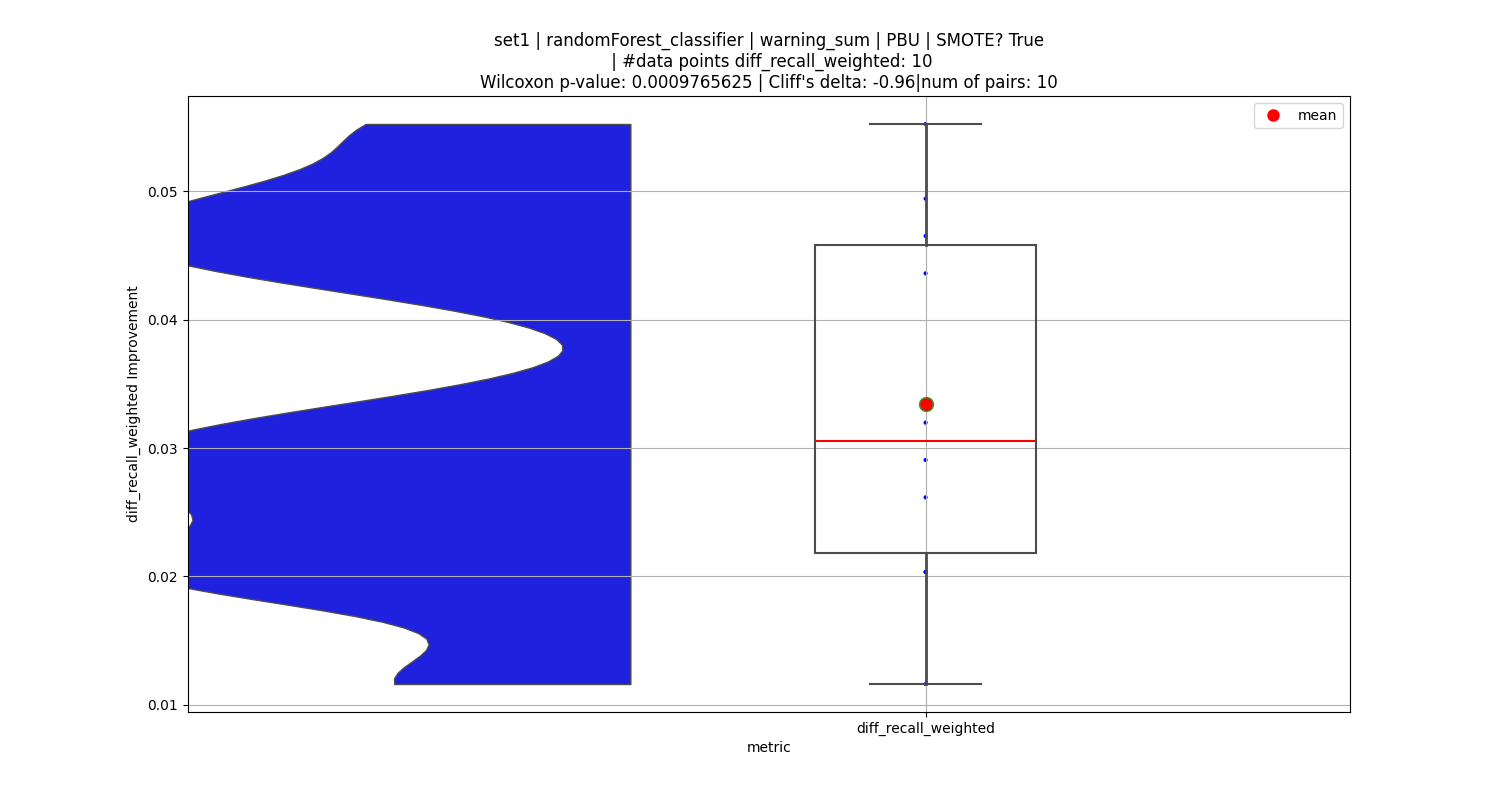 set1 | randomForest_classifier | warning_sum | PBU | SMOTE? True
| #data points diff_recall_weighted: 10
Wilcoxon p-value: 0.0009765625 | Cliff's delta: -0.96|num of pairs: 10
mean
diff_recall_weighted Improvement
0.05
0.04
0.03
0.02
0.01
diff_recall_weighted
metric